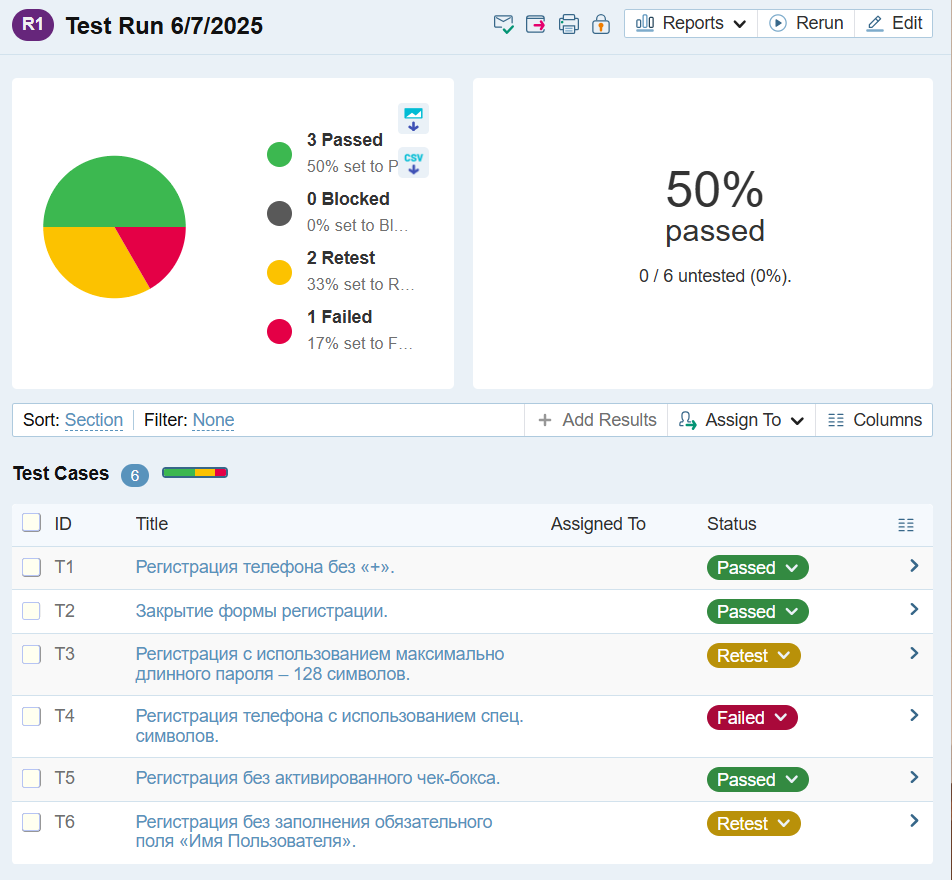 R1 Test Run 6/7/2025
Reports Rerun Edit
3 Passed
50% set to P
CSV
0 Blocked
0% set to Bl...
2 Retest
33% set to R...
1 Failed
17% set to F...
50%
passed
0 / 6 untested (0%).
Sort: Section Filter: None + Add Results Assign To Columns
Test Cases 6
ID Title Assigned To Status
T1 Регистрация телефона без «+». Passed
T2 Закрытие формы регистрации. Passed
T3 Регистрация с использованием максимально Retest
длинного пароля – 128 символов.
T4 Регистрация телефона с использованием спец. Failed
символов.
T5 Регистрация без активированного чек-бокса. Passed
T6 Регистрация без заполнения обязательного Retest
поля «Имя Пользователя».